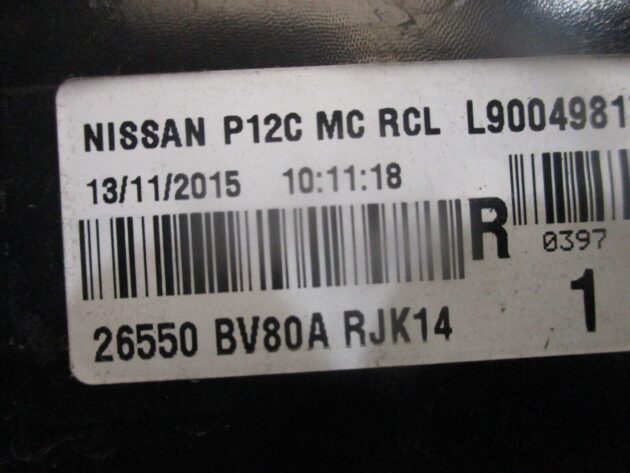 NISSAN P12C MC RCL L9004981
13/11/2015 10:11:18
R
0397
26550 BV80A RJK14
1